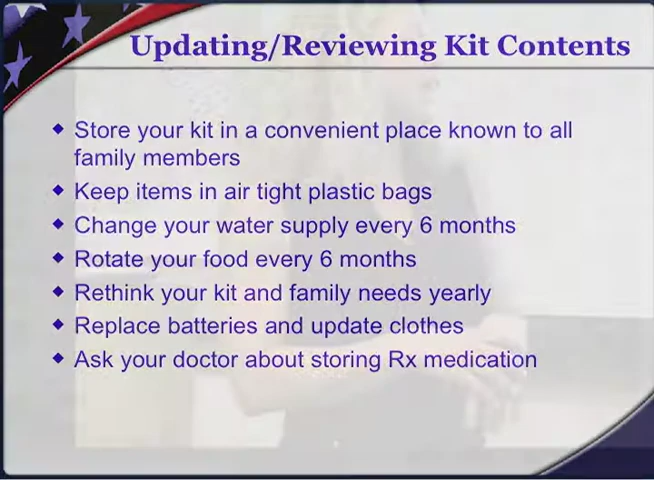 Updating/Reviewing Kit Contents
Store your kit in a convenient place known to all
family members
Keep items in air tight plastic bags
Change your water supply every 6 months
Rotate your food every 6 months
Rethink your kit and family needs yearly
Replace batteries and update clothes
Ask your doctor about storing Rx medication